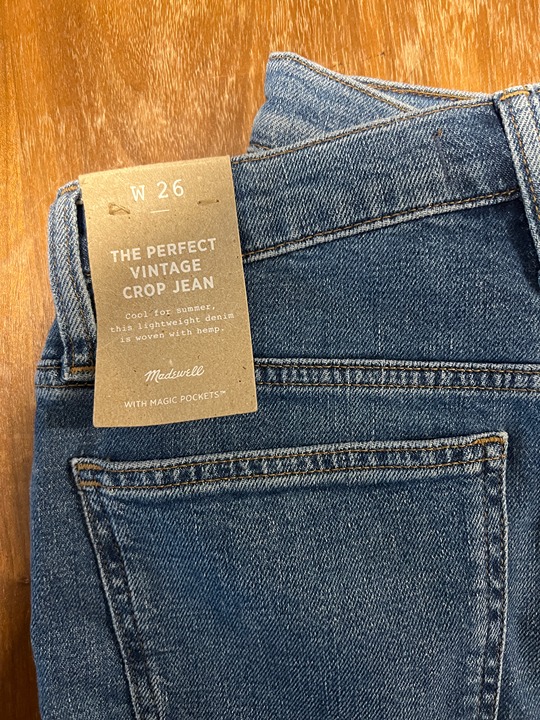 W 26
THE PERFECT
VINTAGE
CROP JEAN
Cool for summer,
this lightweight denim
is woven with hemp.
Madewell
WITH MAGIC POCKETS™